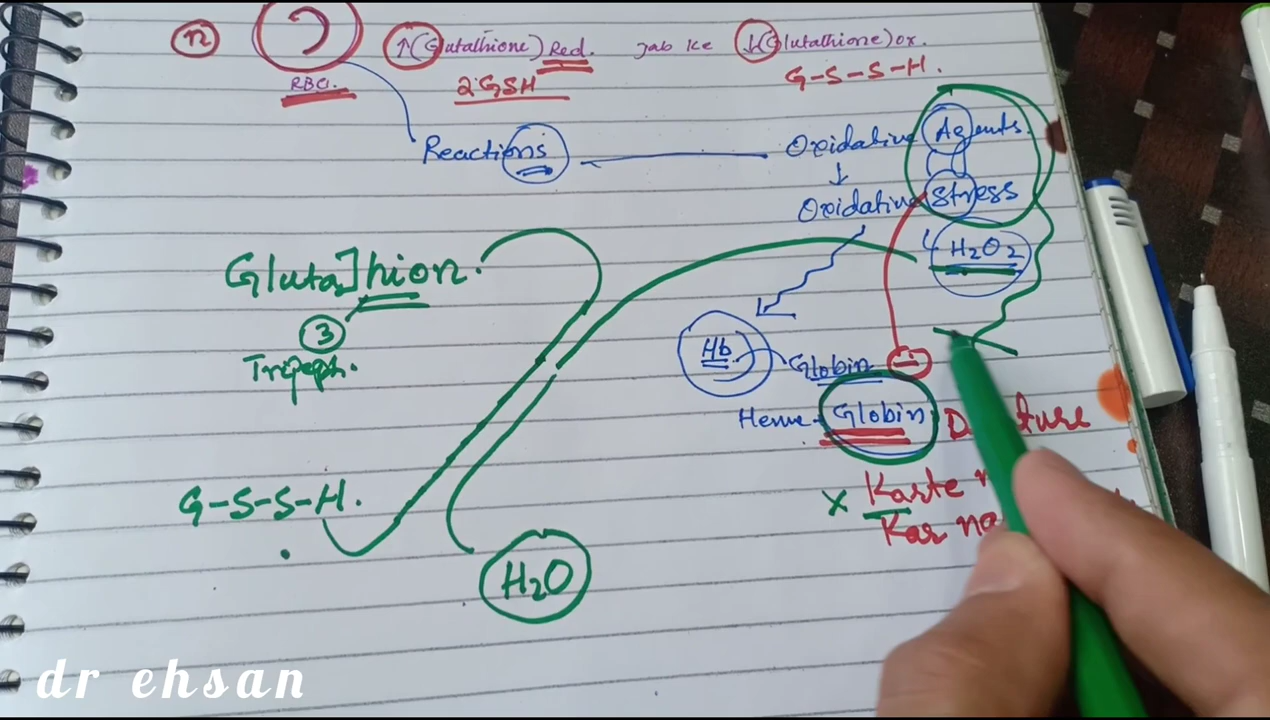 n ↑(Glutathione) Red. jab ke ↓(Glutathione) ox.
RBC. 2GSH G-S-S-H.
Reactions Oxidative Agents.
↓
Oxidative Stress
Glutathion. H2O2
3 Hb Globin
Tripeph.
Heme - Globin
x Karte
G-S-S-H. Kar na
H2O
dr ehsan